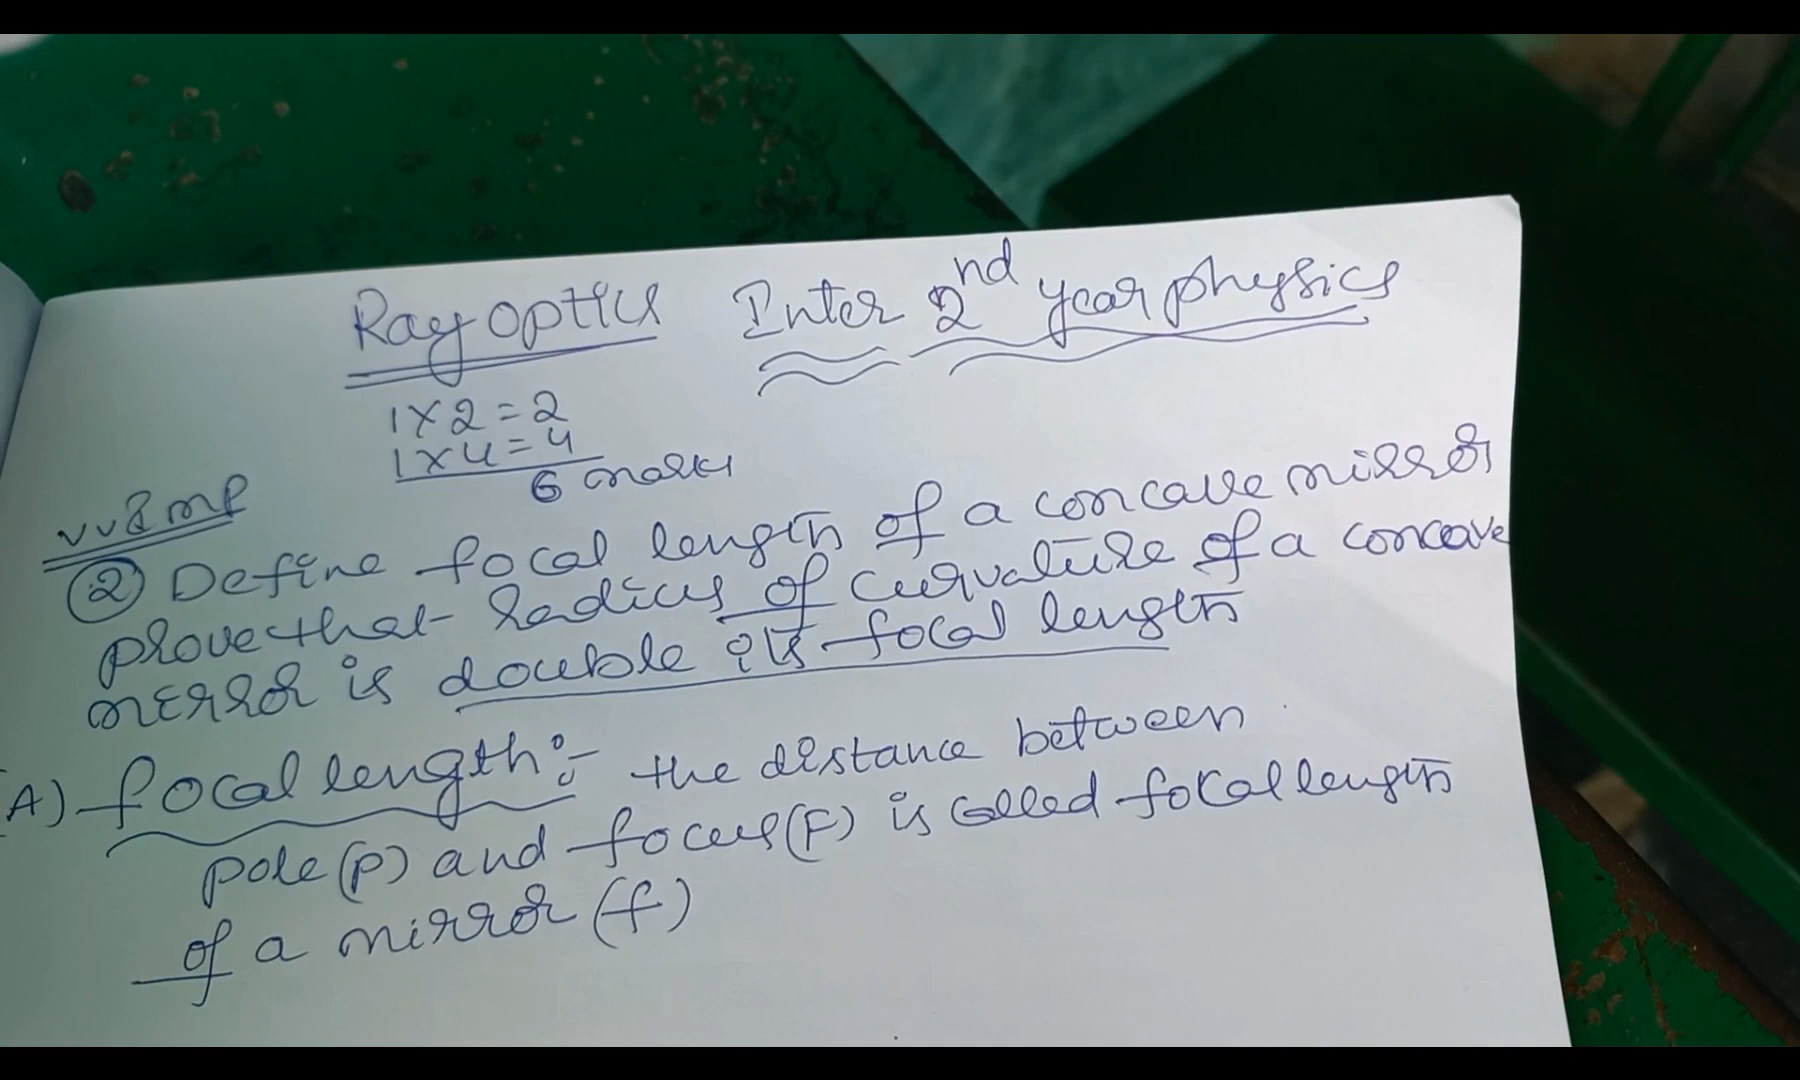 Ray optics Inter 2nd year physics
1 x 2 = 2
1 x 4 = 4
6 marks
vv Imp
② Define focal length of a concave mirror
prove that radius of curvature of a concave
mirror is double its focal length
A) focal length :- the distance between
pole (P) and focus (F) is called focal length
of a mirror (f)